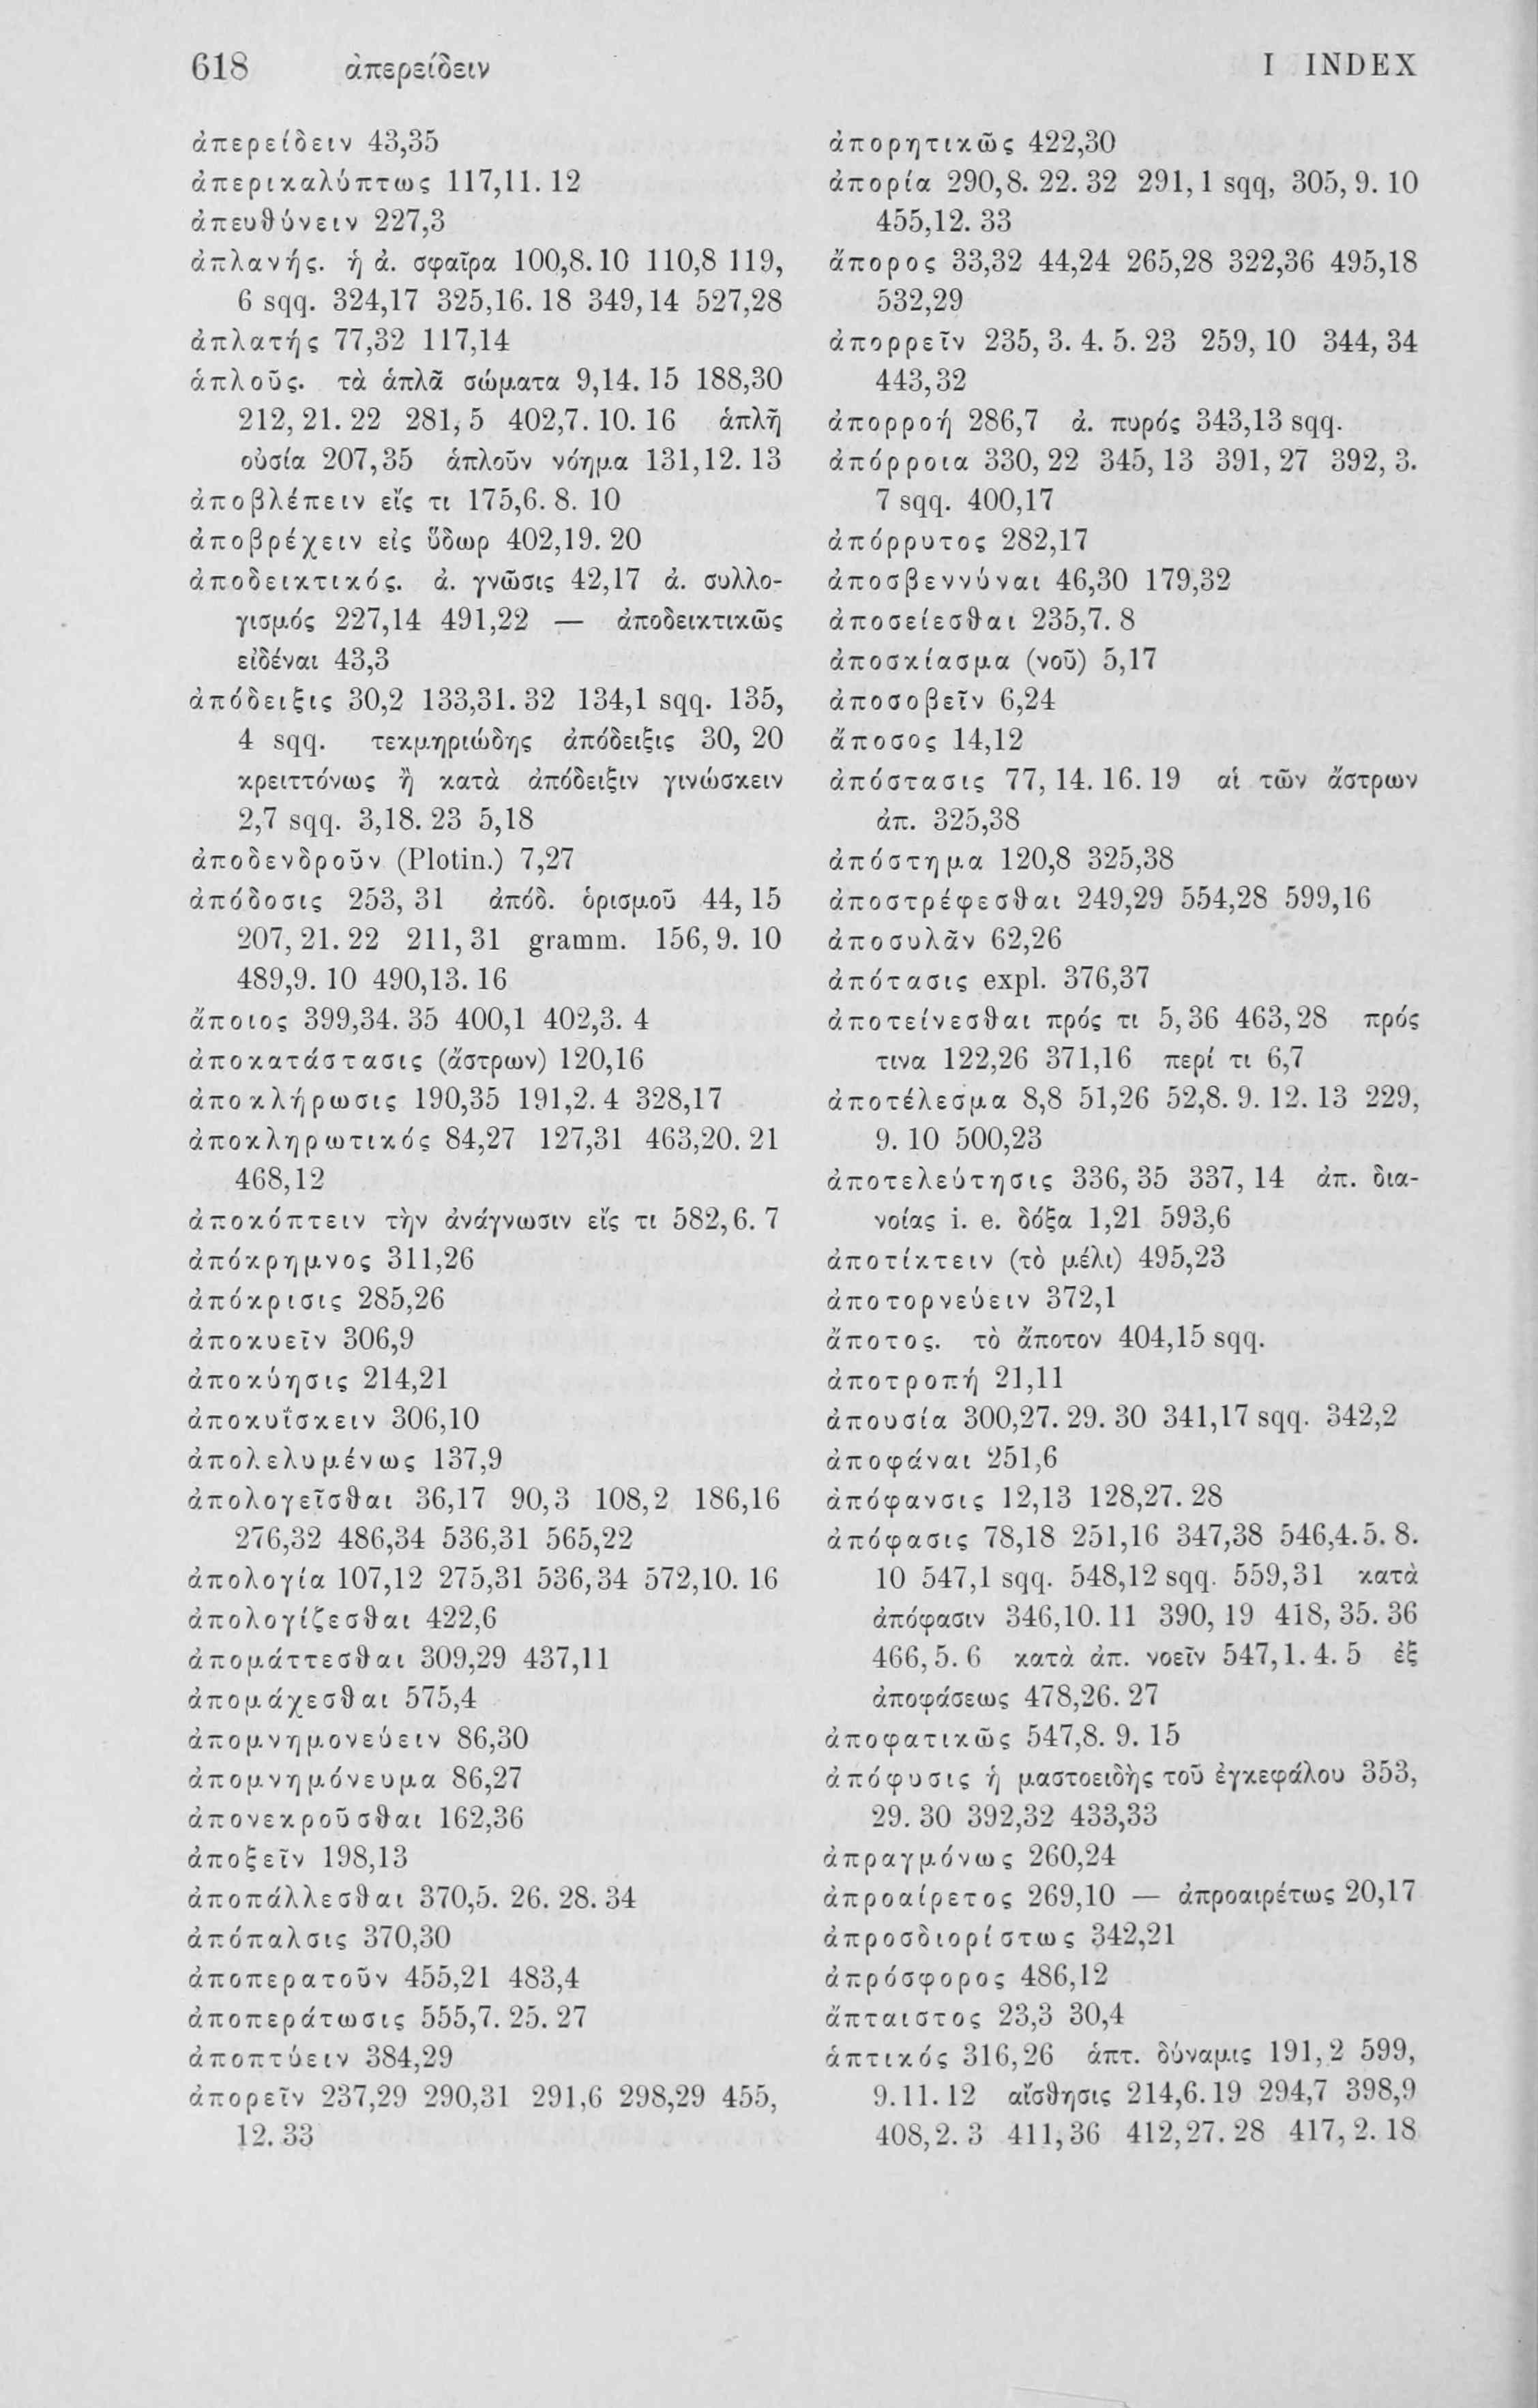 618 ἀπερείδειν I INDEX
ἀπερείδειν 43,35
ἀπερικαλύπτως 117,11. 12
ἀπευθύνειν 227,3
ἀπλανής. ἡ ἀ. σφαῖρα 100,8. 10 110,8 119,
6 sqq. 324,17 325,16. 18 349,14 527,28
ἀπλατής 77,32 117,14
ἁπλοῦς. τὰ ἁπλᾶ σώματα 9,14. 15 188,30
212,21. 22 281,5 402,7. 10. 16 ἁπλῆ
οὐσία 207,35 ἁπλοῦν νόημα 131,12. 13
ἀποβλέπειν εἴς τι 175,6. 8. 10
ἀποβρέχειν εἰς ὕδωρ 402,19. 20
ἀποδεικτικός. ἀ. γνῶσις 42,17 ἀ. συλλο-
γισμός 227,14 491,22 — ἀποδεικτικῶς
εἰδέναι 43,3
ἀπόδειξις 30,2 133,31. 32 134,1 sqq. 135,
4 sqq. τεκμηριώδης ἀπόδειξις 30, 20
κρειττόνως ἢ κατὰ ἀπόδειξιν γινώσκειν
2,7 sqq. 3,18. 23 5,18
ἀποδενδροῦν (Plotin.) 7,27
ἀπόδοσις 253, 31 ἀπόδ. ὁρισμοῦ 44, 15
207, 21. 22 211, 31 gramm. 156, 9. 10
489,9. 10 490,13. 16
ἄποιος 399,34. 35 400,1 402,3. 4
ἀποκατάστασις (ἄστρων) 120,16
ἀποκλήρωσις 190,35 191,2. 4 328,17
ἀποκληρωτικός 84,27 127,31 463,20. 21
468,12
ἀποκόπτειν τὴν ἀνάγνωσιν εἴς τι 582,6. 7
ἀπόκρημνος 311,26
ἀπόκρισις 285,26
ἀποκυεῖν 306,9
ἀποκύησις 214,21
ἀποκυΐσκειν 306,10
ἀπολελυμένως 137,9
ἀπολογεῖσθαι 36,17 90,3 108,2 186,16
276,32 486,34 536,31 565,22
ἀπολογία 107,12 275,31 536,34 572,10. 16
ἀπολογίζεσθαι 422,6
ἀπομάττεσθαι 309,29 437,11
ἀπομάχεσθαι 575,4
ἀπομνημονεύειν 86,30
ἀπομνημόνευμα 86,27
ἀπονεκροῦσθαι 162,36
ἀποξεῖν 198,13
ἀποπάλλεσθαι 370,5. 26. 28. 34
ἀπόπαλσις 370,30
ἀποπερατοῦν 455,21 483,4
ἀποπεράτωσις 555,7. 25. 27
ἀποπτύειν 384,29
ἀπορεῖν 237,29 290,31 291,6 298,29 455,
12. 33
ἀπορητικῶς 422,30
ἀπορία 290,8. 22. 32 291,1 sqq, 305, 9. 10
455,12. 33
ἄπορος 33,32 44,24 265,28 322,36 495,18
532,29
ἀπορρεῖν 235, 3. 4. 5. 23 259, 10 344, 34
443,32
ἀπορροή 286,7 ἀ. πυρός 343,13 sqq.
ἀπόρροια 330, 22 345, 13 391, 27 392, 3.
7 sqq. 400,17
ἀπόρρυτος 282,17
ἀποσβεννύναι 46,30 179,32
ἀποσείεσθαι 235,7. 8
ἀποσκίασμα (νοῦ) 5,17
ἀποσοβεῖν 6,24
ἄποσος 14,12
ἀπόστασις 77, 14. 16. 19 αἱ τῶν ἄστρων
ἀπ. 325,38
ἀπόστημα 120,8 325,38
ἀποστρέφεσθαι 249,29 554,28 599,16
ἀποσυλᾶν 62,26
ἀπότασις expl. 376,37
ἀποτείνεσθαι πρός τι 5,36 463,28 πρός
τινα 122,26 371,16 περί τι 6,7
ἀποτέλεσμα 8,8 51,26 52,8. 9. 12. 13 229,
9. 10 500,23
ἀποτελεύτησις 336, 35 337, 14 ἀπ. δια-
νοίας i. e. δόξα 1,21 593,6
ἀποτίκτειν (τὸ μέλι) 495,23
ἀποτορνεύειν 372,1
ἄποτος. τὸ ἄποτον 404,15 sqq.
ἀποτροπή 21,11
ἀπουσία 300,27. 29. 30 341,17 sqq. 342,2
ἀποφάναι 251,6
ἀπόφανσις 12,13 128,27. 28
ἀπόφασις 78,18 251,16 347,38 546,4. 5. 8.
10 547,1 sqq. 548,12 sqq. 559,31 κατὰ
ἀπόφασιν 346,10. 11 390, 19 418, 35. 36
466, 5. 6 κατὰ ἀπ. νοεῖν 547, 1. 4. 5 ἐξ
ἀποφάσεως 478,26. 27
ἀποφατικῶς 547,8. 9. 15
ἀπόφυσις ἡ μαστοειδὴς τοῦ ἐγκεφάλου 353,
29. 30 392,32 433,33
ἀπραγμόνως 260,24
ἀπροαίρετος 269,10 — ἀπροαιρέτως 20,17
ἀπροσδιορίστως 342,21
ἀπρόσφορος 486,12
ἄπταιστος 23,3 30,4
ἁπτικός 316,26 ἁπτ. δύναμις 191, 2 599,
9. 11. 12 αἴσθησις 214,6. 19 294,7 398,9
408, 2. 3 411, 36 412, 27. 28 417, 2. 18